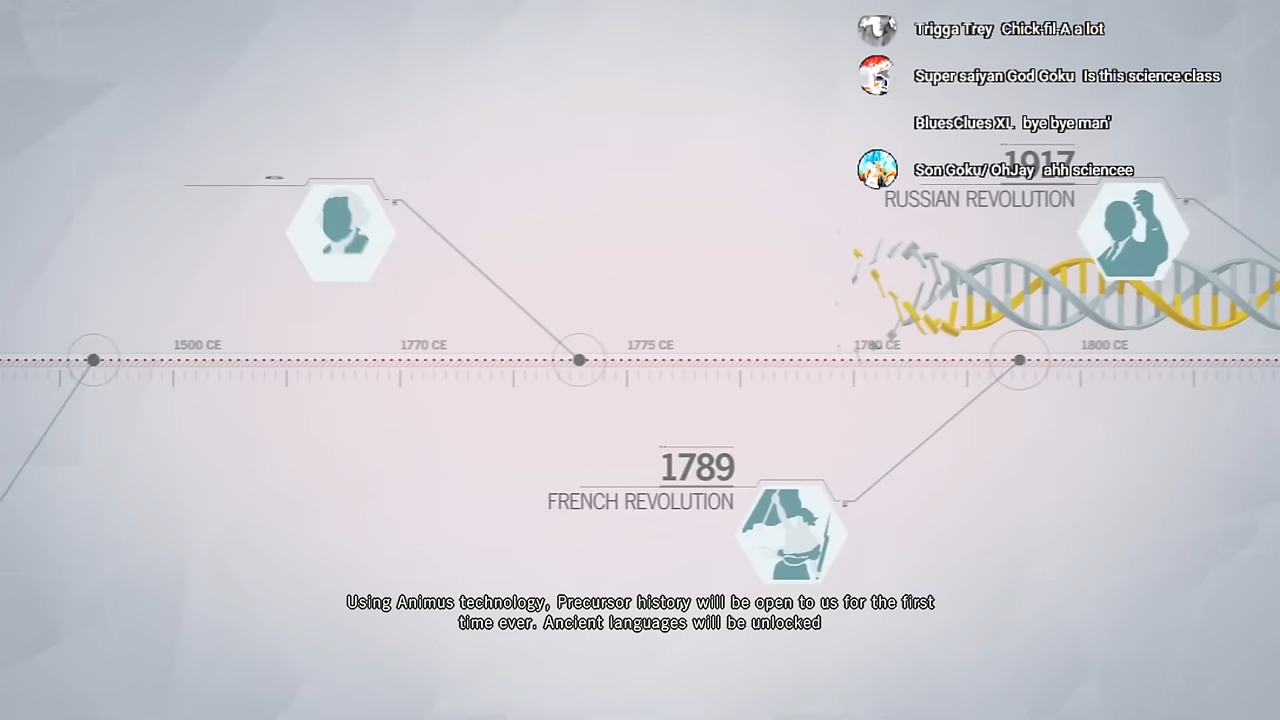 Trigga Trey Chick-fil-A a lot
Super saiyan God Goku Is this science class
BluesClues XL. bye bye man'
Son Goku/ OhJay ahh sciencee
1917
RUSSIAN REVOLUTION
1500 CE
1770 CE
1775 CE
1780 CE
1800 CE
1789
FRENCH REVOLUTION
Using Animus technology, Precursor history will be open to us for the first
time ever. Ancient languages will be unlocked